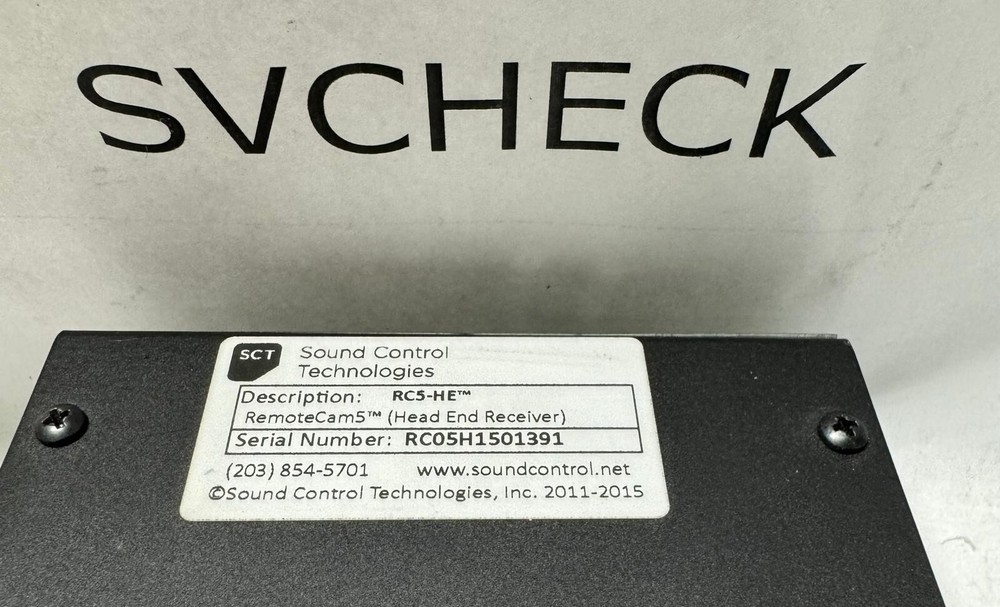 SVCHECK
SCT
Sound Control
Technologies
Description: RC5-HE™
RemoteCam5™ (Head End Receiver)
Serial Number: RC05H1501391
(203) 854-5701 www.soundcontrol.net
©Sound Control Technologies, Inc. 2011-2015